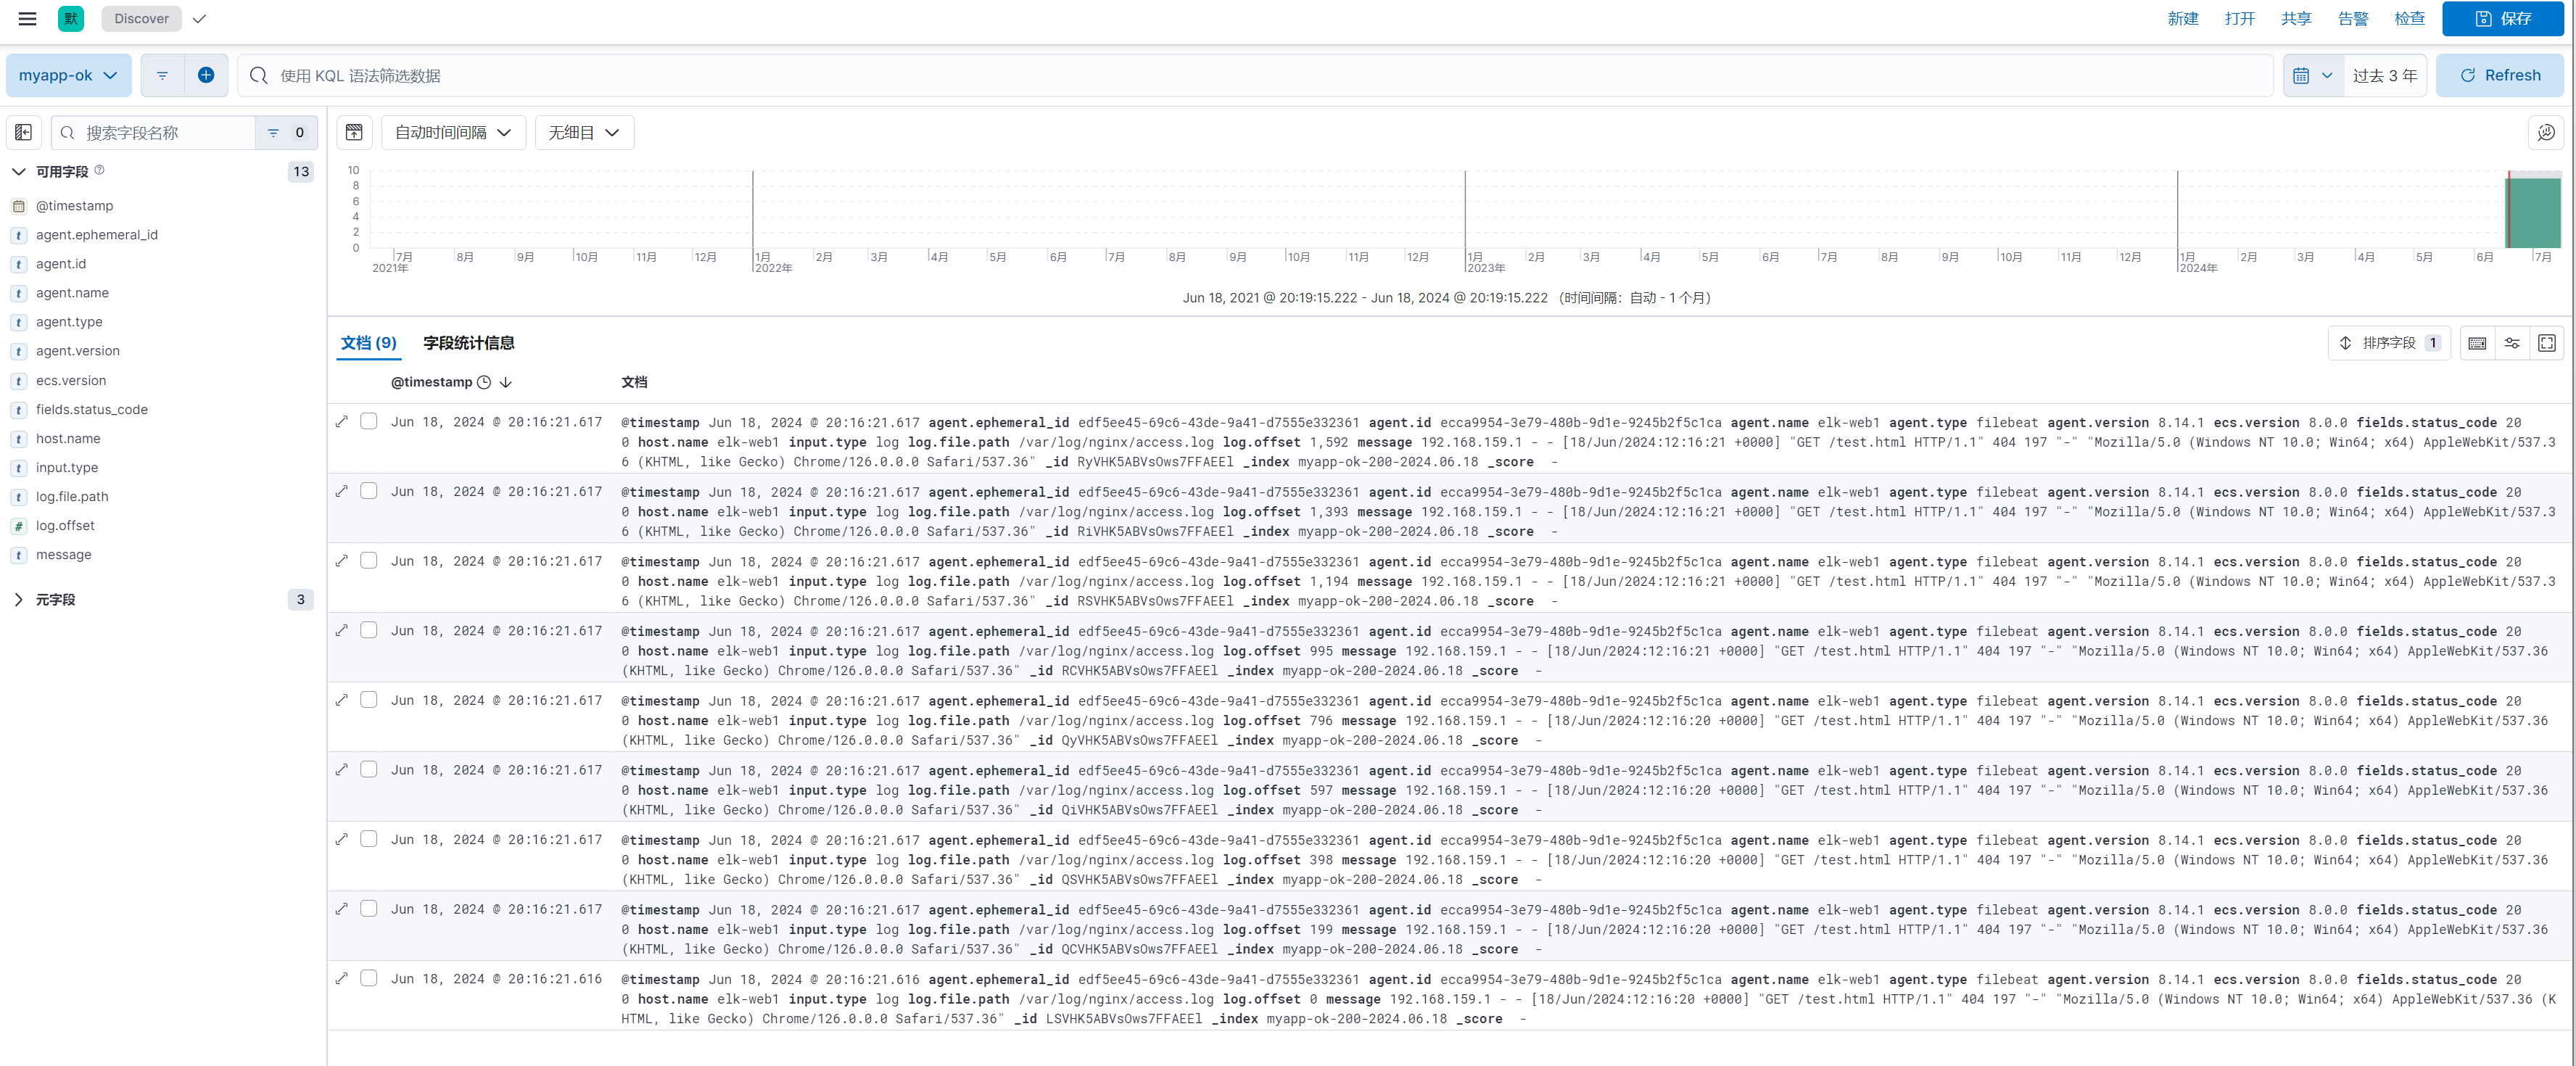 默 Discover 新建 打开 共享 告警 检查 保存
myapp-ok 使用 KQL 语法筛选数据 过去 3 年 Refresh
搜索字段名称 0 自动时间间隔 无细目
可用字段 13
@timestamp
agent.ephemeral_id
agent.id
agent.name
agent.type
agent.version
ecs.version
fields.status_code
host.name
input.type
log.file.path
log.offset
message
元字段 3
10
8
6
4
2
0
7月 8月 9月 10月 11月 12月 1月 2月 3月 4月 5月 6月 7月 8月 9月 10月 11月 12月 1月 2月 3月 4月 5月 6月 7月 8月 9月 10月 11月 12月 1月 2月 3月 4月 5月 6月 7月
2021年 2022年 2023年 2024年
Jun 18, 2021 @ 20:19:15.222 - Jun 18, 2024 @ 20:19:15.222 （时间间隔：自动 - 1 个月）
文档 (9) 字段统计信息 排序字段 1
@timestamp 文档
Jun 18, 2024 @ 20:16:21.617 @timestamp Jun 18, 2024 @ 20:16:21.617 agent.ephemeral_id edf5ee45-69c6-43de-9a41-d7555e332361 agent.id ecca9954-3e79-480b-9d1e-9245b2f5c1ca agent.name elk-web1 agent.type filebeat agent.version 8.14.1 ecs.version 8.0.0 fields.status_code 20
0 host.name elk-web1 input.type log log.file.path /var/log/nginx/access.log log.offset 1,592 message 192.168.159.1 - - [18/Jun/2024:12:16:21 +0000] "GET /test.html HTTP/1.1" 404 197 "-" "Mozilla/5.0 (Windows NT 10.0; Win64; x64) AppleWebKit/537.3
6 (KHTML, like Gecko) Chrome/126.0.0.0 Safari/537.36" _id RyVHK5ABVsOws7FFAEEl _index myapp-ok-200-2024.06.18 _score -
Jun 18, 2024 @ 20:16:21.617 @timestamp Jun 18, 2024 @ 20:16:21.617 agent.ephemeral_id edf5ee45-69c6-43de-9a41-d7555e332361 agent.id ecca9954-3e79-480b-9d1e-9245b2f5c1ca agent.name elk-web1 agent.type filebeat agent.version 8.14.1 ecs.version 8.0.0 fields.status_code 20
0 host.name elk-web1 input.type log log.file.path /var/log/nginx/access.log log.offset 1,393 message 192.168.159.1 - - [18/Jun/2024:12:16:21 +0000] "GET /test.html HTTP/1.1" 404 197 "-" "Mozilla/5.0 (Windows NT 10.0; Win64; x64) AppleWebKit/537.3
6 (KHTML, like Gecko) Chrome/126.0.0.0 Safari/537.36" _id RiVHK5ABVsOws7FFAEEl _index myapp-ok-200-2024.06.18 _score -
Jun 18, 2024 @ 20:16:21.617 @timestamp Jun 18, 2024 @ 20:16:21.617 agent.ephemeral_id edf5ee45-69c6-43de-9a41-d7555e332361 agent.id ecca9954-3e79-480b-9d1e-9245b2f5c1ca agent.name elk-web1 agent.type filebeat agent.version 8.14.1 ecs.version 8.0.0 fields.status_code 20
0 host.name elk-web1 input.type log log.file.path /var/log/nginx/access.log log.offset 1,194 message 192.168.159.1 - - [18/Jun/2024:12:16:21 +0000] "GET /test.html HTTP/1.1" 404 197 "-" "Mozilla/5.0 (Windows NT 10.0; Win64; x64) AppleWebKit/537.3
6 (KHTML, like Gecko) Chrome/126.0.0.0 Safari/537.36" _id RSVHK5ABVsOws7FFAEEl _index myapp-ok-200-2024.06.18 _score -
Jun 18, 2024 @ 20:16:21.617 @timestamp Jun 18, 2024 @ 20:16:21.617 agent.ephemeral_id edf5ee45-69c6-43de-9a41-d7555e332361 agent.id ecca9954-3e79-480b-9d1e-9245b2f5c1ca agent.name elk-web1 agent.type filebeat agent.version 8.14.1 ecs.version 8.0.0 fields.status_code 20
0 host.name elk-web1 input.type log log.file.path /var/log/nginx/access.log log.offset 995 message 192.168.159.1 - - [18/Jun/2024:12:16:21 +0000] "GET /test.html HTTP/1.1" 404 197 "-" "Mozilla/5.0 (Windows NT 10.0; Win64; x64) AppleWebKit/537.36
(KHTML, like Gecko) Chrome/126.0.0.0 Safari/537.36" _id RCVHK5ABVsOws7FFAEEl _index myapp-ok-200-2024.06.18 _score -
Jun 18, 2024 @ 20:16:21.617 @timestamp Jun 18, 2024 @ 20:16:21.617 agent.ephemeral_id edf5ee45-69c6-43de-9a41-d7555e332361 agent.id ecca9954-3e79-480b-9d1e-9245b2f5c1ca agent.name elk-web1 agent.type filebeat agent.version 8.14.1 ecs.version 8.0.0 fields.status_code 20
0 host.name elk-web1 input.type log log.file.path /var/log/nginx/access.log log.offset 796 message 192.168.159.1 - - [18/Jun/2024:12:16:20 +0000] "GET /test.html HTTP/1.1" 404 197 "-" "Mozilla/5.0 (Windows NT 10.0; Win64; x64) AppleWebKit/537.36
(KHTML, like Gecko) Chrome/126.0.0.0 Safari/537.36" _id QyVHK5ABVsOws7FFAEEl _index myapp-ok-200-2024.06.18 _score -
Jun 18, 2024 @ 20:16:21.617 @timestamp Jun 18, 2024 @ 20:16:21.617 agent.ephemeral_id edf5ee45-69c6-43de-9a41-d7555e332361 agent.id ecca9954-3e79-480b-9d1e-9245b2f5c1ca agent.name elk-web1 agent.type filebeat agent.version 8.14.1 ecs.version 8.0.0 fields.status_code 20
0 host.name elk-web1 input.type log log.file.path /var/log/nginx/access.log log.offset 597 message 192.168.159.1 - - [18/Jun/2024:12:16:20 +0000] "GET /test.html HTTP/1.1" 404 197 "-" "Mozilla/5.0 (Windows NT 10.0; Win64; x64) AppleWebKit/537.36
(KHTML, like Gecko) Chrome/126.0.0.0 Safari/537.36" _id QiVHK5ABVsOws7FFAEEl _index myapp-ok-200-2024.06.18 _score -
Jun 18, 2024 @ 20:16:21.617 @timestamp Jun 18, 2024 @ 20:16:21.617 agent.ephemeral_id edf5ee45-69c6-43de-9a41-d7555e332361 agent.id ecca9954-3e79-480b-9d1e-9245b2f5c1ca agent.name elk-web1 agent.type filebeat agent.version 8.14.1 ecs.version 8.0.0 fields.status_code 20
0 host.name elk-web1 input.type log log.file.path /var/log/nginx/access.log log.offset 398 message 192.168.159.1 - - [18/Jun/2024:12:16:20 +0000] "GET /test.html HTTP/1.1" 404 197 "-" "Mozilla/5.0 (Windows NT 10.0; Win64; x64) AppleWebKit/537.36
(KHTML, like Gecko) Chrome/126.0.0.0 Safari/537.36" _id QSVHK5ABVsOws7FFAEEl _index myapp-ok-200-2024.06.18 _score -
Jun 18, 2024 @ 20:16:21.617 @timestamp Jun 18, 2024 @ 20:16:21.617 agent.ephemeral_id edf5ee45-69c6-43de-9a41-d7555e332361 agent.id ecca9954-3e79-480b-9d1e-9245b2f5c1ca agent.name elk-web1 agent.type filebeat agent.version 8.14.1 ecs.version 8.0.0 fields.status_code 20
0 host.name elk-web1 input.type log log.file.path /var/log/nginx/access.log log.offset 199 message 192.168.159.1 - - [18/Jun/2024:12:16:20 +0000] "GET /test.html HTTP/1.1" 404 197 "-" "Mozilla/5.0 (Windows NT 10.0; Win64; x64) AppleWebKit/537.36
(KHTML, like Gecko) Chrome/126.0.0.0 Safari/537.36" _id QCVHK5ABVsOws7FFAEEl _index myapp-ok-200-2024.06.18 _score -
Jun 18, 2024 @ 20:16:21.616 @timestamp Jun 18, 2024 @ 20:16:21.616 agent.ephemeral_id edf5ee45-69c6-43de-9a41-d7555e332361 agent.id ecca9954-3e79-480b-9d1e-9245b2f5c1ca agent.name elk-web1 agent.type filebeat agent.version 8.14.1 ecs.version 8.0.0 fields.status_code 20
0 host.name elk-web1 input.type log log.file.path /var/log/nginx/access.log log.offset 0 message 192.168.159.1 - - [18/Jun/2024:12:16:20 +0000] "GET /test.html HTTP/1.1" 404 197 "-" "Mozilla/5.0 (Windows NT 10.0; Win64; x64) AppleWebKit/537.36 (K
HTML, like Gecko) Chrome/126.0.0.0 Safari/537.36" _id LSVHK5ABVsOws7FFAEEl _index myapp-ok-200-2024.06.18 _score -